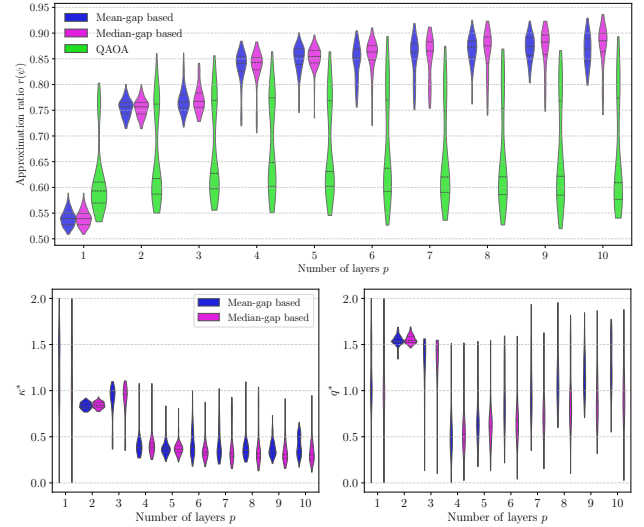 Mean-gap based
Median-gap based
QAOA
Approximation ratio r(ψ)
0.95
0.90
0.85
0.80
0.75
0.70
0.65
0.60
0.55
0.50
1 2 3 4 5 6 7 8 9 10
Number of layers p
Mean-gap based
Median-gap based
κ*
2.0
1.5
1.0
0.5
0.0
1 2 3 4 5 6 7 8 9 10
Number of layers p
q*
2.0
1.5
1.0
0.5
0.0
1 2 3 4 5 6 7 8 9 10
Number of layers p